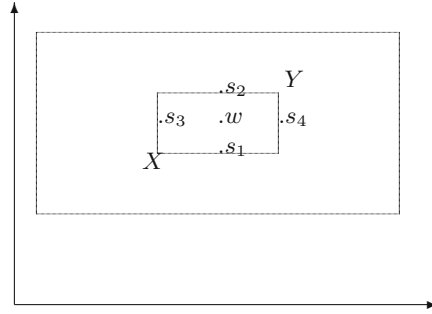 Y
.s₂
.s₃ .w .s₄
.s₁
X